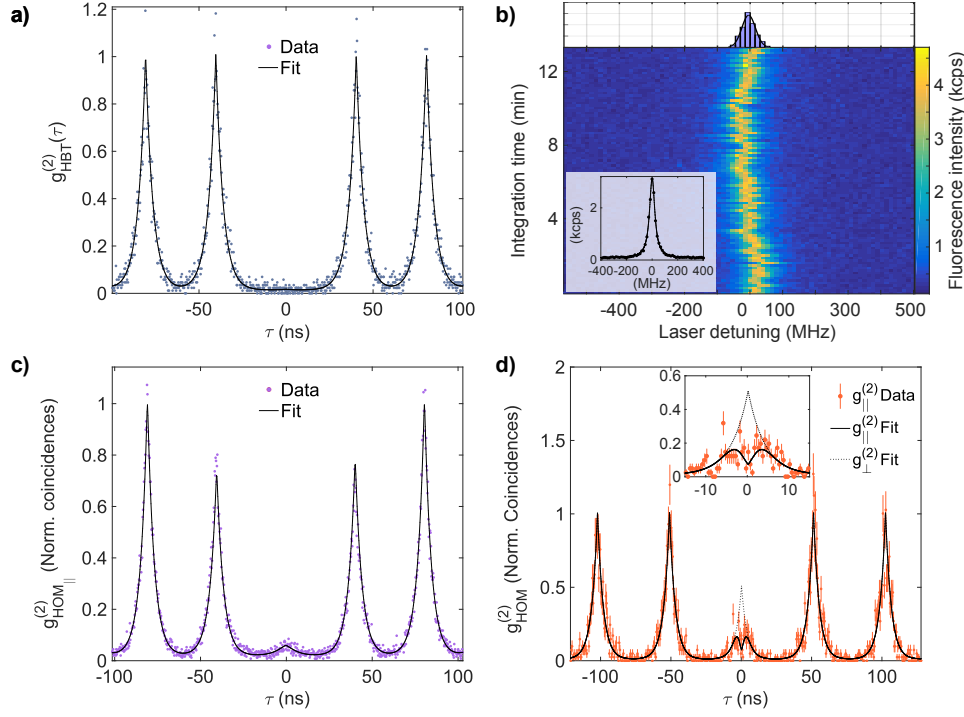 a)
g(2)HBT(τ)
1.2
1
0.8
0.6
0.4
0.2
0
Data
Fit
-50 0 50 100
τ (ns)
b)
Integration time (min)
12
8
4
(kcps)
2
0
-400 -200 0 200 400
(MHz)
-400 -200 0 100 300 500
Laser detuning (MHz)
4
3
2
1
Fluorescence intensity (kcps)
c)
g(2)HOM|| (Norm. coincidences)
1
0.8
0.6
0.4
0.2
0
Data
Fit
-100 -50 0 50 100
τ (ns)
d)
g(2)HOM (Norm. Coincidences)
2
1.5
1
0.5
0
0.6
0.4
0.2
0
-10 0 10
g(2)|| Data
g(2)|| Fit
g(2)⊥ Fit
-100 -50 0 50 100
τ (ns)